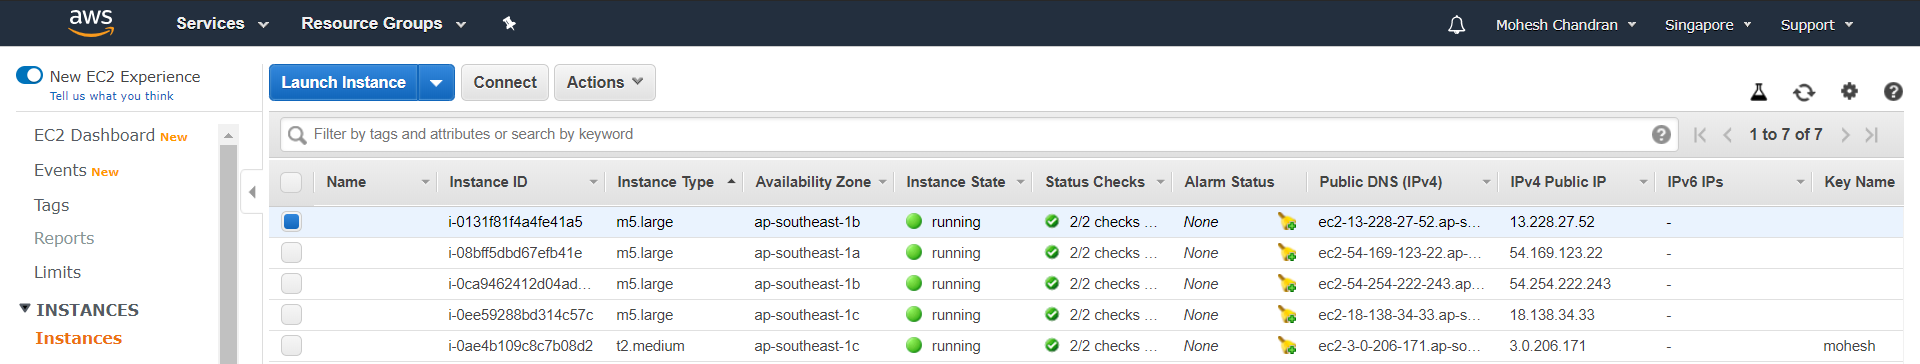 aws Services Resource Groups Mohesh Chandran Singapore Support
New EC2 Experience
Tell us what you think
Launch Instance Connect Actions
EC2 Dashboard New
Events New
Tags
Reports
Limits
INSTANCES
Instances
Filter by tags and attributes or search by keyword 1 to 7 of 7
Name Instance ID Instance Type Availability Zone Instance State Status Checks Alarm Status Public DNS (IPv4) IPv4 Public IP IPv6 IPs Key Name
i-0131f81f4a4fe41a5 m5.large ap-southeast-1b running 2/2 checks ... None ec2-13-228-27-52.ap-s... 13.228.27.52 -
i-08bff5dbd67efb41e m5.large ap-southeast-1a running 2/2 checks ... None ec2-54-169-123-22.ap-... 54.169.123.22 -
i-0ca9462412d04ad... m5.large ap-southeast-1b running 2/2 checks ... None ec2-54-254-222-243.ap... 54.254.222.243 -
i-0ee59288bd314c57c m5.large ap-southeast-1c running 2/2 checks ... None ec2-18-138-34-33.ap-s... 18.138.34.33 -
i-0ae4b109c8c7b08d2 t2.medium ap-southeast-1c running 2/2 checks ... None ec2-3-0-206-171.ap-so... 3.0.206.171 - mohesh